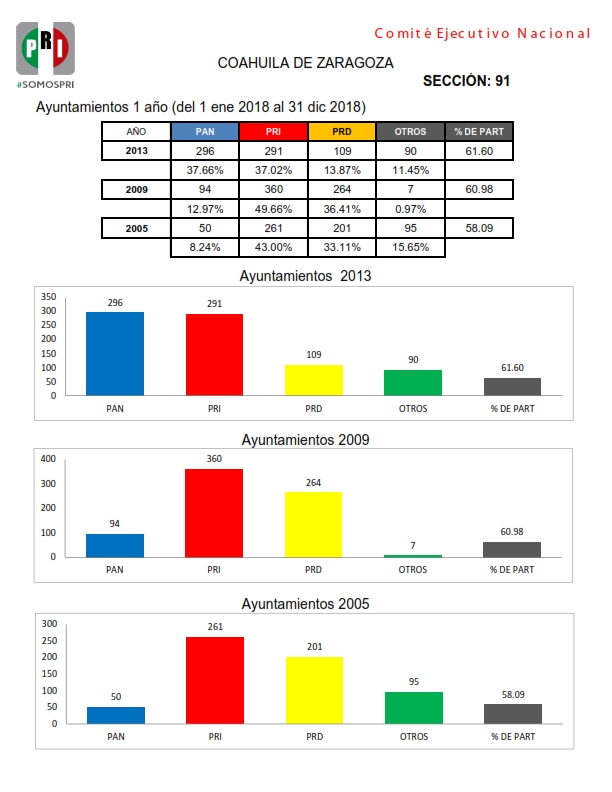 Comité Ejecutivo Nacional
PRI
#SOMOSPRI
COAHUILA DE ZARAGOZA
SECCIÓN: 91
Ayuntamientos 1 año (del 1 ene 2018 al 31 dic 2018)
AÑO PAN PRI PRD OTROS % DE PART
2013 296 291 109 90 61.60
37.66% 37.02% 13.87% 11.45%
2009 94 360 264 7 60.98
12.97% 49.66% 36.41% 0.97%
2005 50 261 201 95 58.09
8.24% 43.00% 33.11% 15.65%
Ayuntamientos 2013
350
300
250
200
150
100
50
0
296 291 109 90 61.60
PAN PRI PRD OTROS % DE PART
Ayuntamientos 2009
400
300
200
100
0
94 360 264 7 60.98
PAN PRI PRD OTROS % DE PART
Ayuntamientos 2005
300
250
200
150
100
50
0
50 261 201 95 58.09
PAN PRI PRD OTROS % DE PART